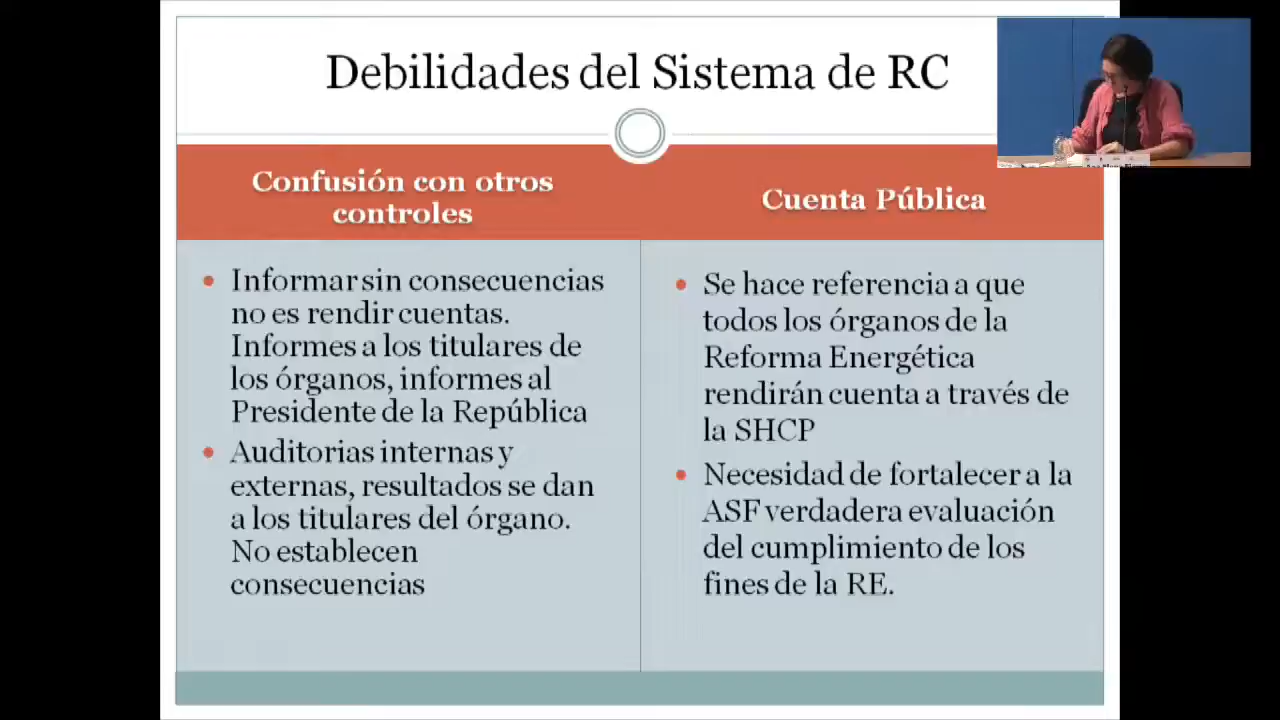 Debilidades del Sistema de RC
Confusión con otros
controles
Cuenta Pública
• Informar sin consecuencias
no es rendir cuentas.
Informes a los titulares de
los órganos, informes al
Presidente de la República
• Auditorias internas y
externas, resultados se dan
a los titulares del órgano.
No establecen
consecuencias
• Se hace referencia a que
todos los órganos de la
Reforma Energética
rendirán cuenta a través de
la SHCP
• Necesidad de fortalecer a la
ASF verdadera evaluación
del cumplimiento de los
fines de la RE.